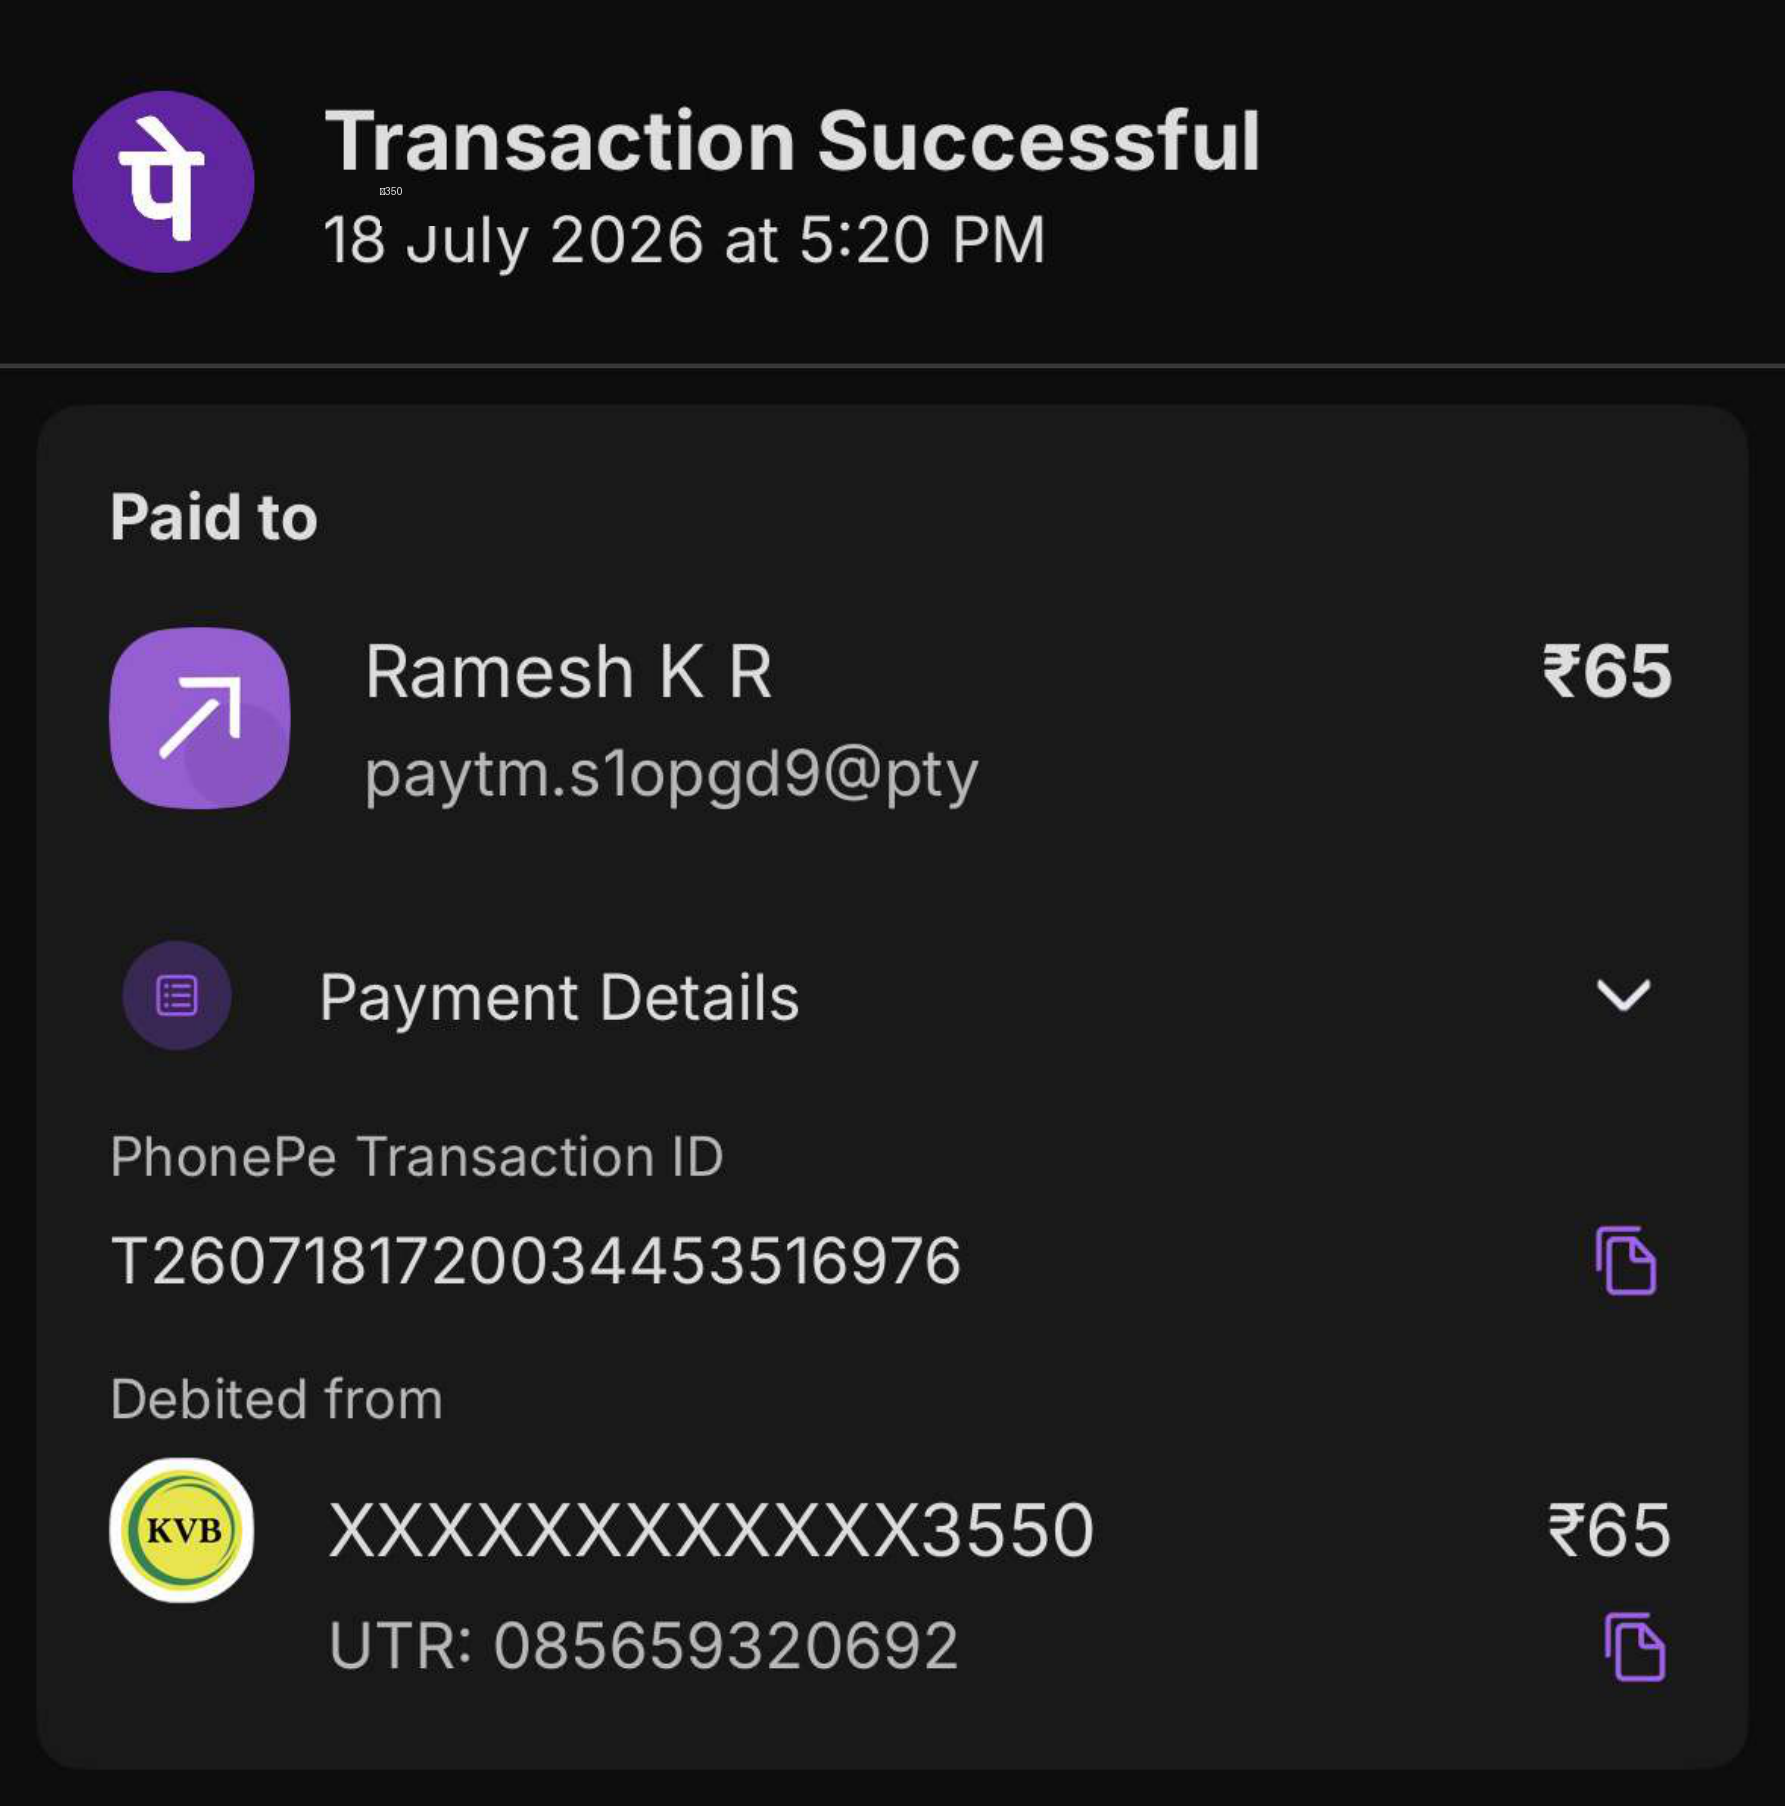 पे
Transaction Successful
350
18 July 2026 at 5:20 PM
Paid to
Ramesh K R
₹65
paytm.s1opgd9@pty
Payment Details
PhonePe Transaction ID
T2607181720034453516976
Debited from
KVB
XXXXXXXXXXXX3550
₹65
UTR: 085659320692